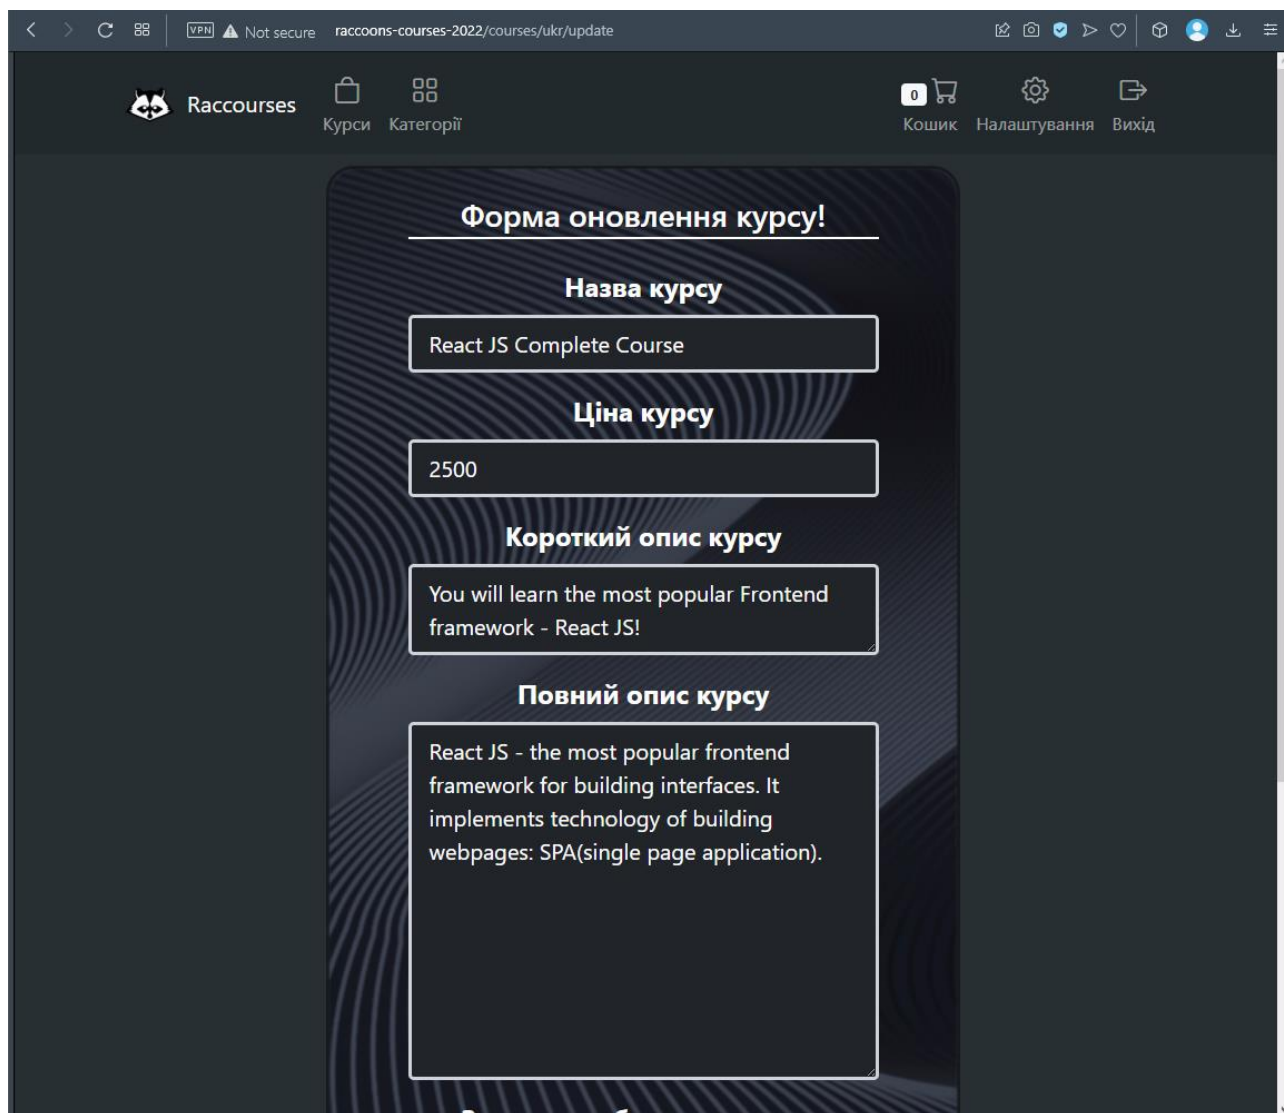 VPN Not secure raccoons-courses-2022/courses/ukr/update
Raccourses
Курси Категорії
0
Кошик Налаштування Вихід
Форма оновлення курсу!
Назва курсу
React JS Complete Course
Ціна курсу
2500
Короткий опис курсу
You will learn the most popular Frontend
framework - React JS!
Повний опис курсу
React JS - the most popular frontend
framework for building interfaces. It
implements technology of building
webpages: SPA(single page application).